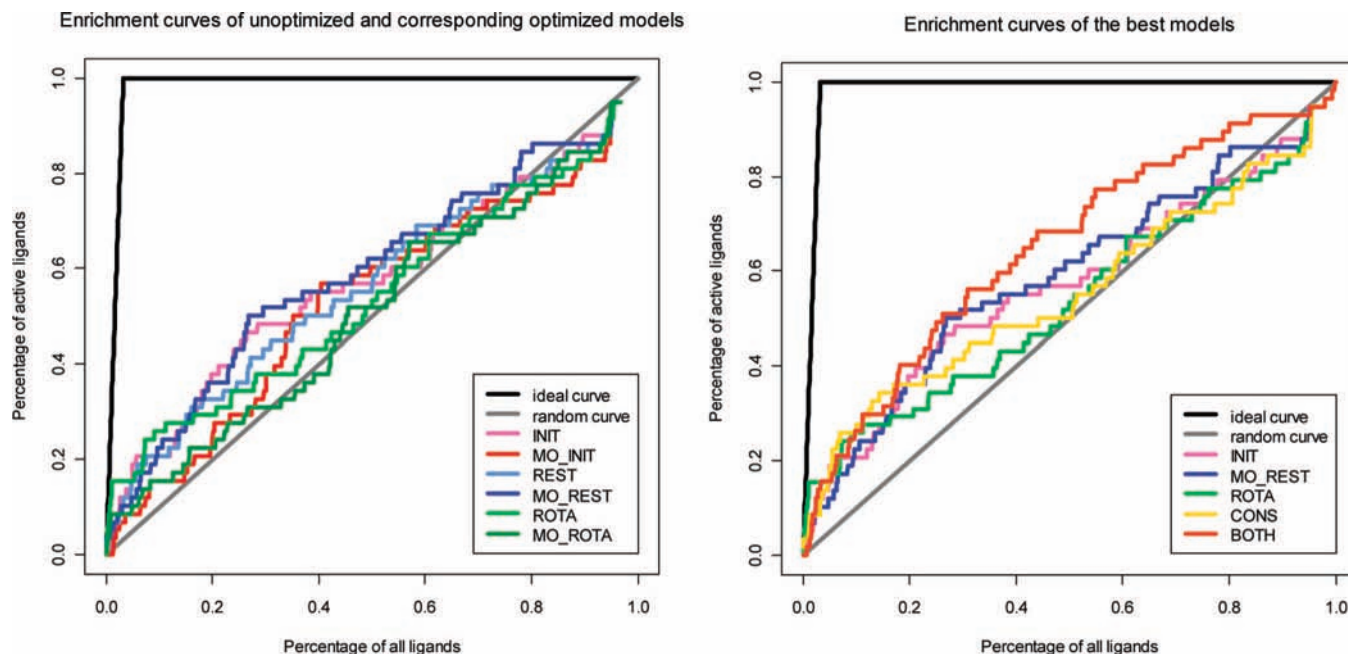 Enrichment curves of unoptimized and corresponding optimized models
Percentage of active ligands
1.0
0.8
0.6
0.4
0.2
0.0
ideal curve
random curve
INIT
MO_INIT
REST
MO_REST
ROTA
MO_ROTA
0.0 0.2 0.4 0.6 0.8 1.0
Percentage of all ligands
Enrichment curves of the best models
Percentage of active ligands
1.0
0.8
0.6
0.4
0.2
0.0
ideal curve
random curve
INIT
MO_REST
ROTA
CONS
BOTH
0.0 0.2 0.4 0.6 0.8 1.0
Percentage of all ligands